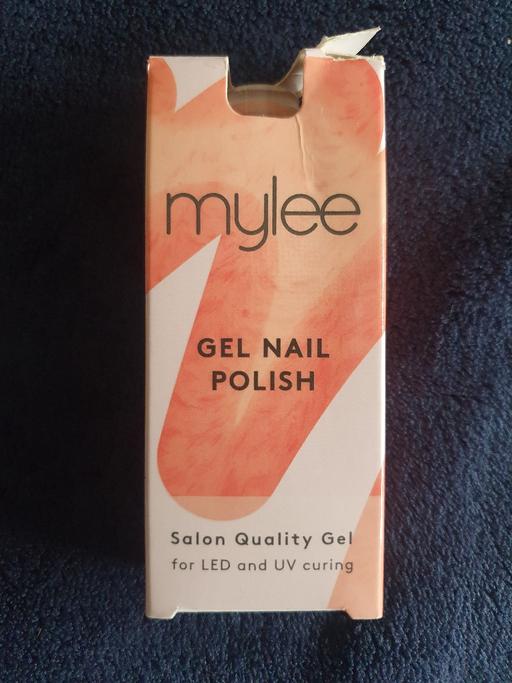 mylee
GEL NAIL
POLISH
Salon Quality Gel
for LED and UV curing